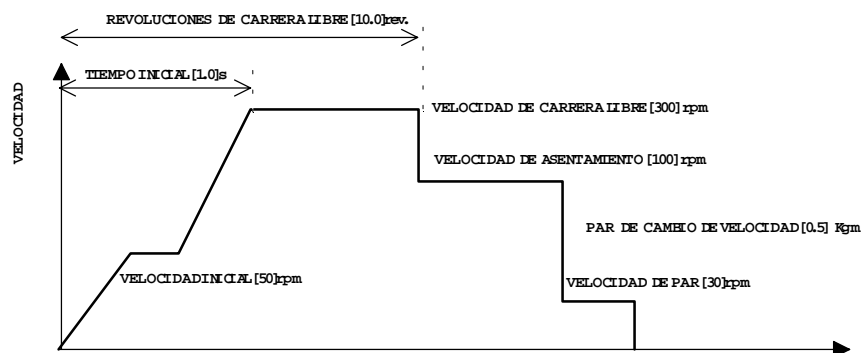 REVOLUCIONES DE CARRERA LIBRE [10.0] rev.
TIEMPO INICIAL [1.0] s
VELOCIDAD
VELOCIDAD DE CARRERA LIBRE [300] rpm
VELOCIDAD DE ASENTAMIENTO [100] rpm
PAR DE CAMBIO DE VELOCIDAD [0.5] Kgm
VELOCIDAD INICIAL [50] rpm
VELOCIDAD DE PAR [30] rpm